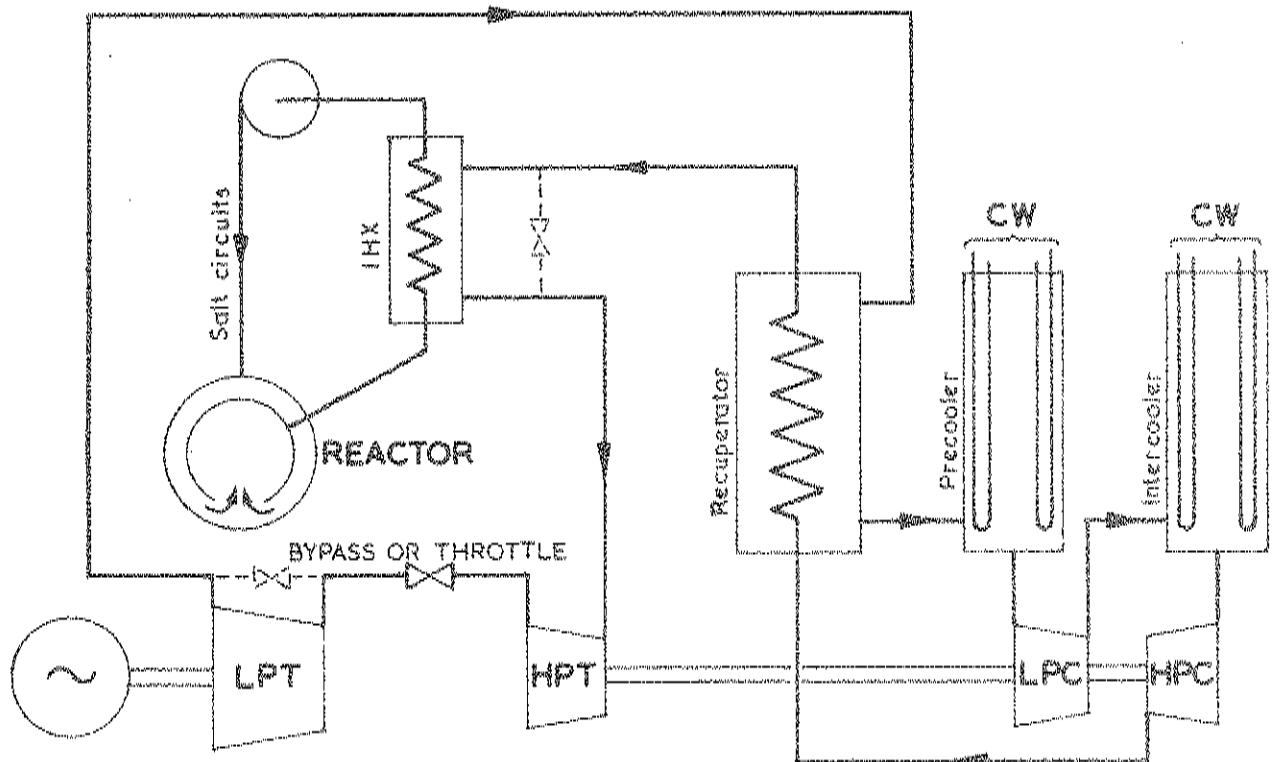 CW
CW
Salt circuits
IHX
Recuperator
Precooler
Intercooler
REACTOR
BYPASS OR THROTTLE
LPT
HPT
LPC
HPC